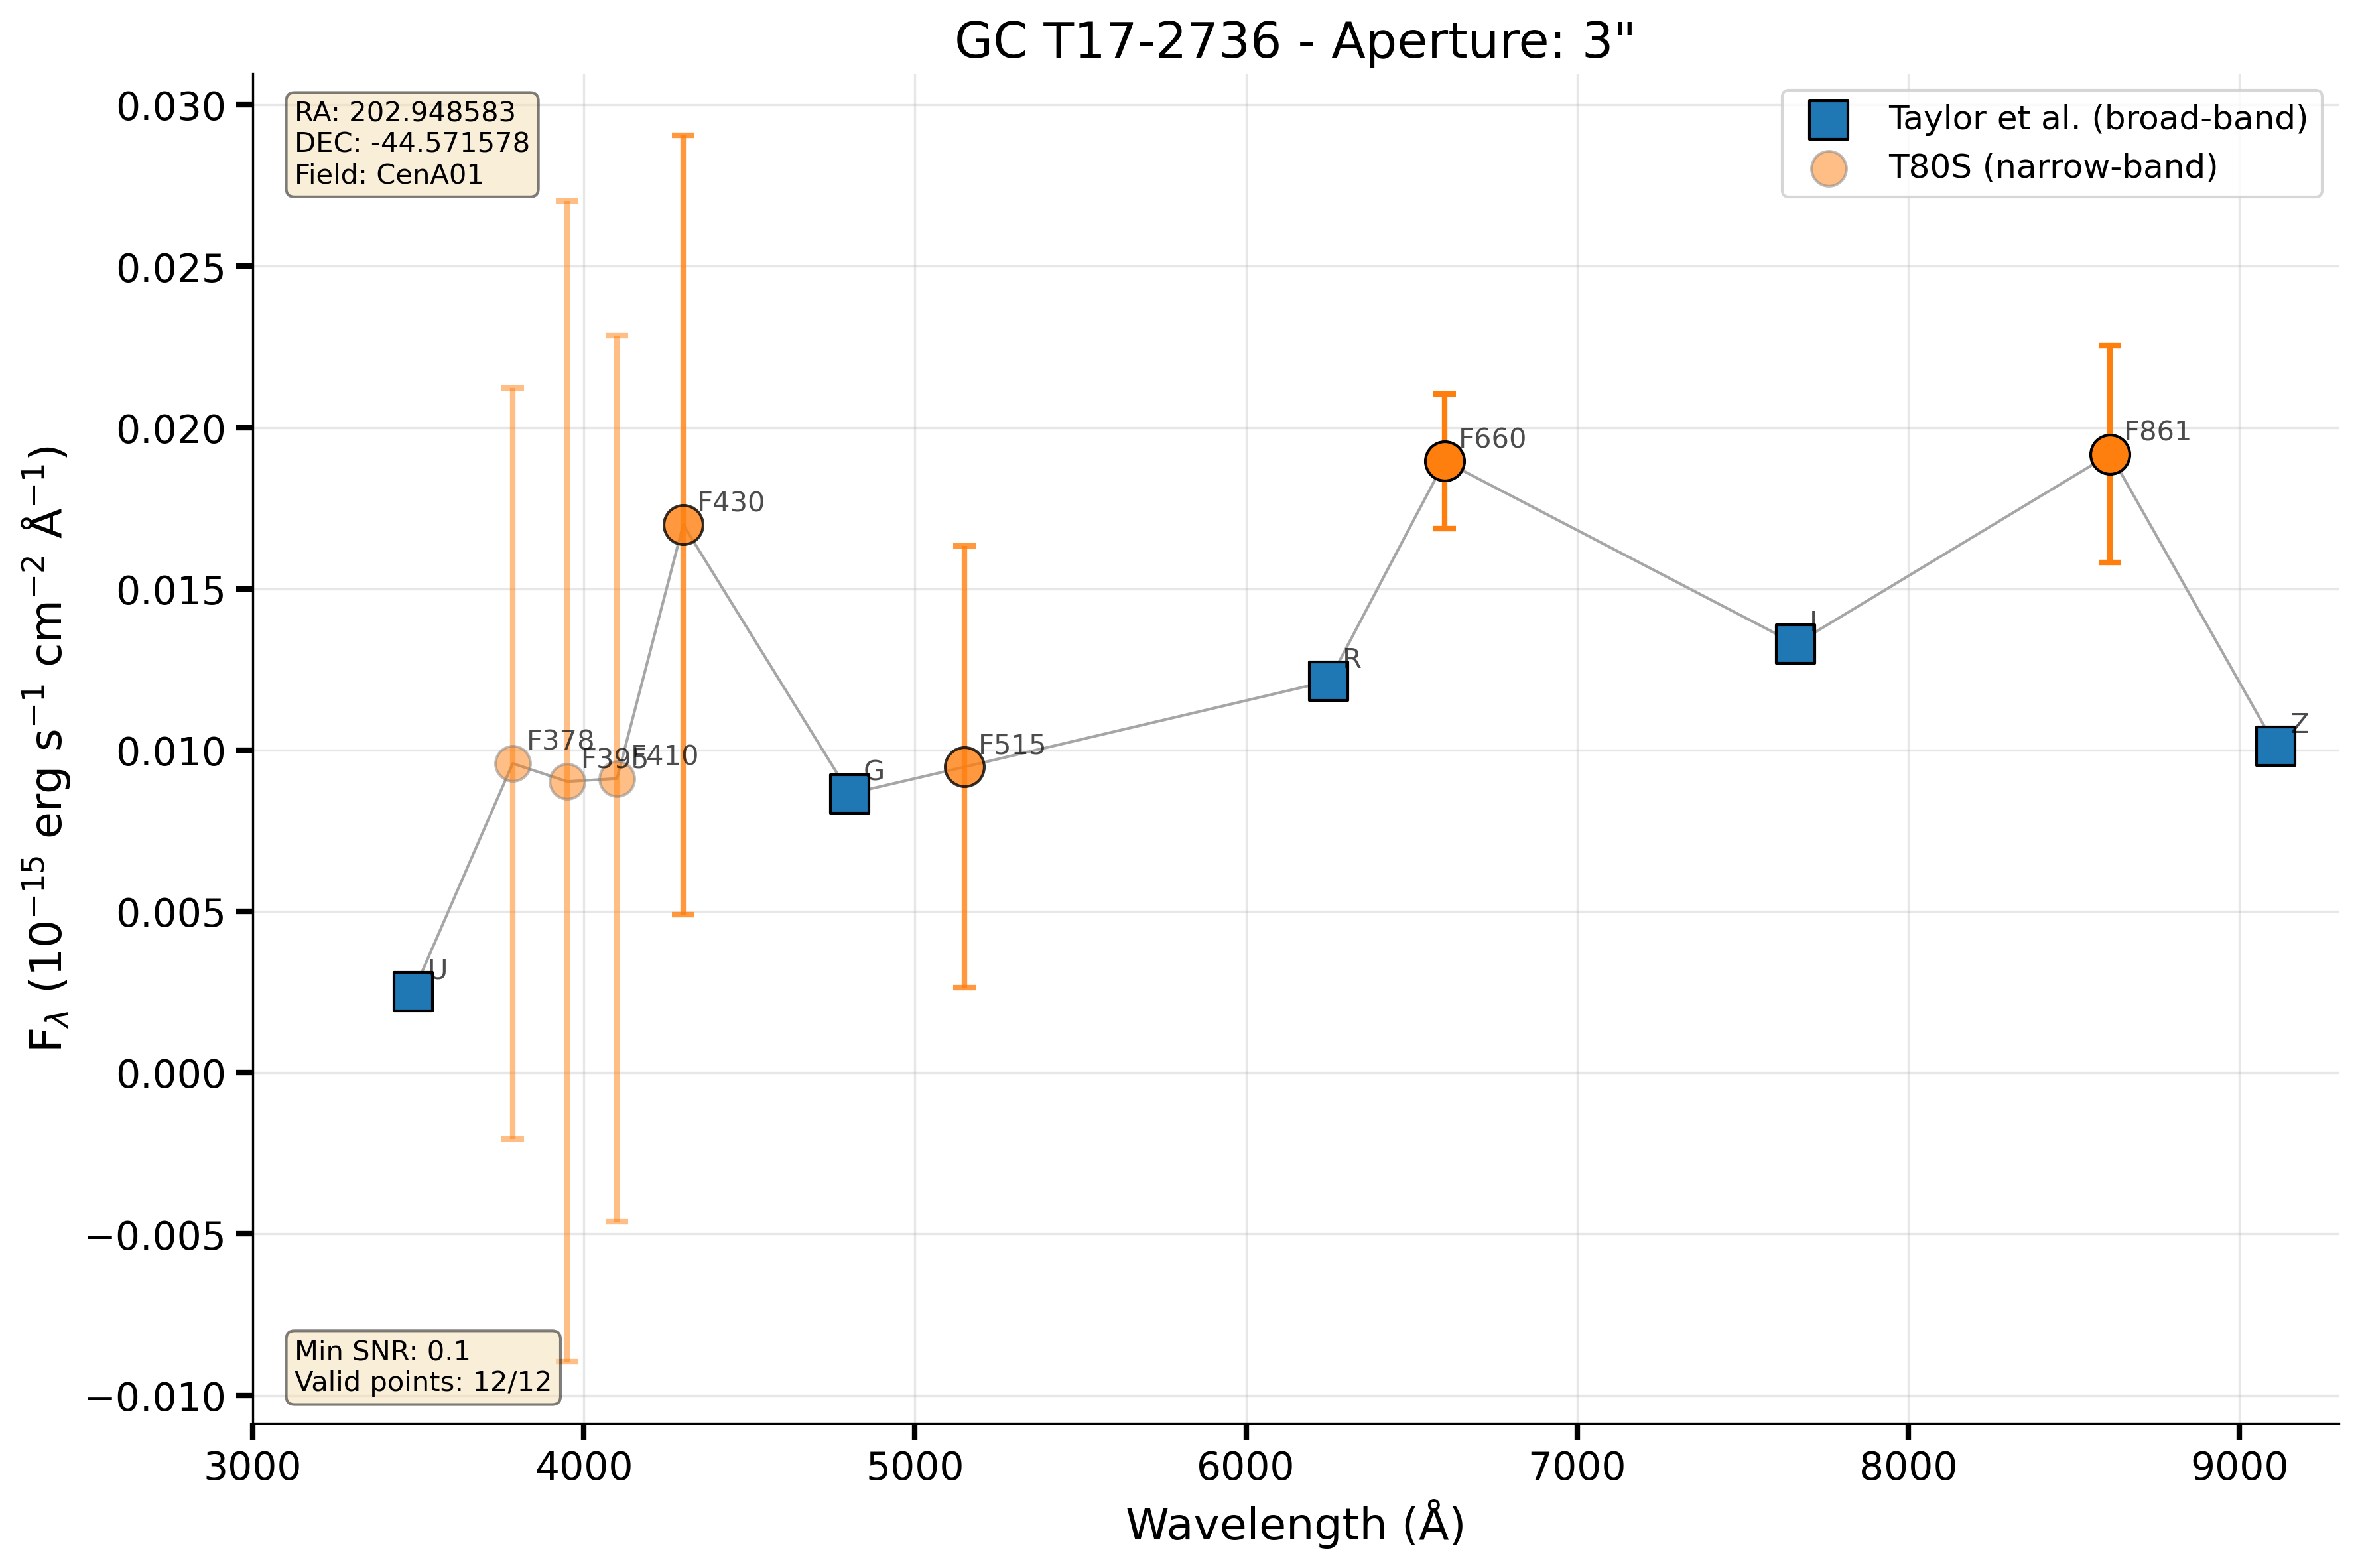 GC T17-2736 - Aperture: 3"
RA: 202.948583
DEC: -44.571578
Field: CenA01
Taylor et al. (broad-band)
T80S (narrow-band)
F_λ (10⁻¹⁵ erg s⁻¹ cm⁻² Å⁻¹)
0.030
0.025
0.020
0.015
0.010
0.005
0.000
−0.005
−0.010
U
F378
F395
F410
F430
G
F515
R
F660
I
F861
Z
Min SNR: 0.1
Valid points: 12/12
3000
4000
5000
6000
7000
8000
9000
Wavelength (Å)